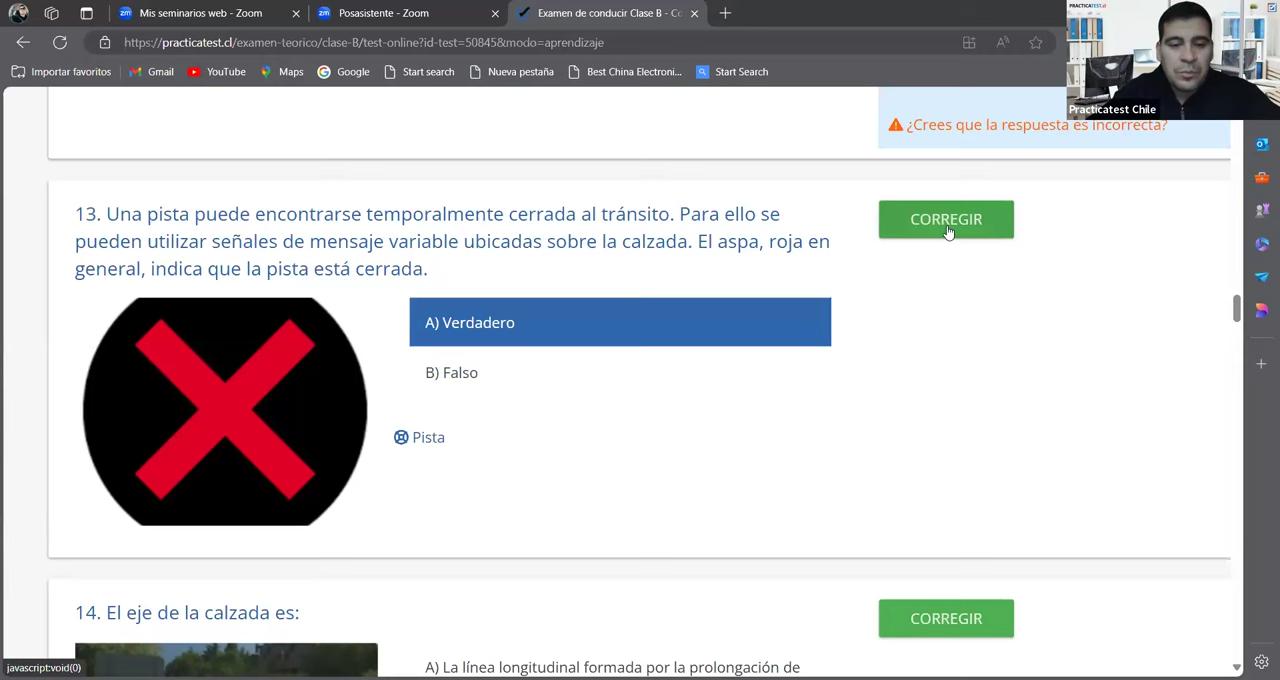 Mis seminarios web - Zoom
Posasistente - Zoom
Examen de conducir Clase B - Co
https://practicatest.cl/examen-teorico/clase-B/test-online?id-test=50845&modo=aprendizaje
Importar favoritos
Gmail
YouTube
Maps
Google
Start search
Nueva pestaña
Best China Electroni...
Start Search
PRACTICATEST.cl
Practicatest Chile
¿Crees que la respuesta es incorrecta?
13. Una pista puede encontrarse temporalmente cerrada al tránsito. Para ello se
pueden utilizar señales de mensaje variable ubicadas sobre la calzada. El aspa, roja en
general, indica que la pista está cerrada.
CORREGIR
A) Verdadero
B) Falso
Pista
14. El eje de la calzada es:
CORREGIR
A) La línea longitudinal formada por la prolongación de
javascript:void(0)